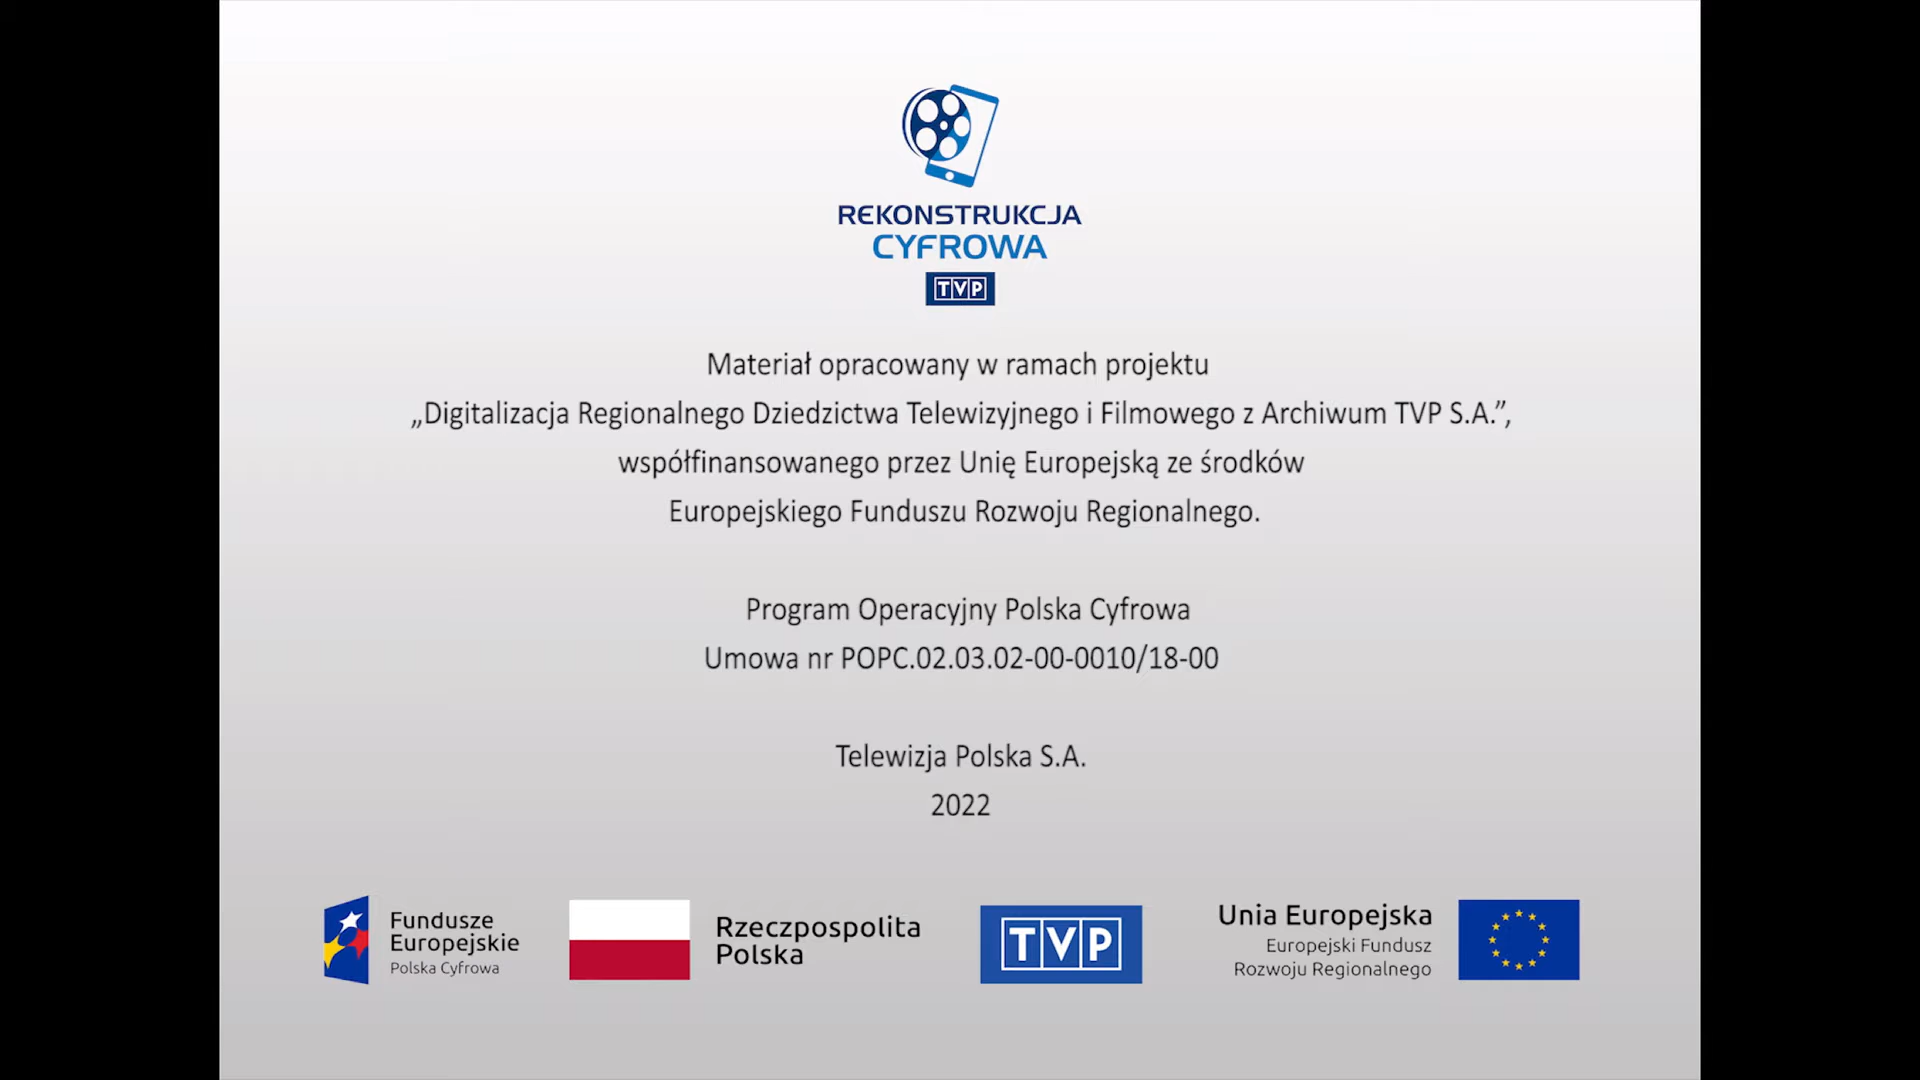 REKONSTRUKCJA
CYFROWA
TVP
Materiał opracowany w ramach projektu
„Digitalizacja Regionalnego Dziedzictwa Telewizyjnego i Filmowego z Archiwum TVP S.A.”,
współfinansowanego przez Unię Europejską ze środków
Europejskiego Funduszu Rozwoju Regionalnego.
Program Operacyjny Polska Cyfrowa
Umowa nr POPC.02.03.02-00-0010/18-00
Telewizja Polska S.A.
2022
Fundusze
Europejskie
Polska Cyfrowa
Rzeczpospolita
Polska
TVP
Unia Europejska
Europejski Fundusz
Rozwoju Regionalnego